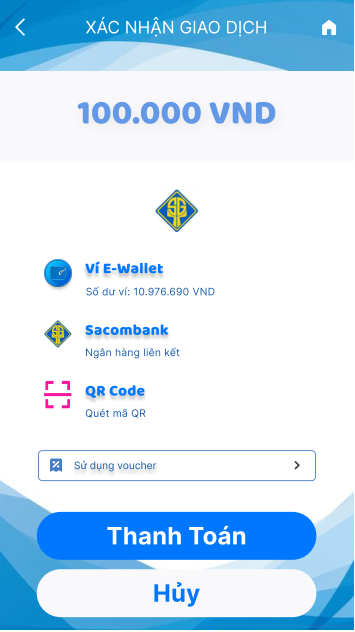 XÁC NHẬN GIAO DỊCH
100.000 VND
Ví E-Wallet
Số dư ví: 10.976.690 VND
Sacombank
Ngân hàng liên kết
QR Code
Quét mã QR
Sử dụng voucher
Thanh Toán
Hủy